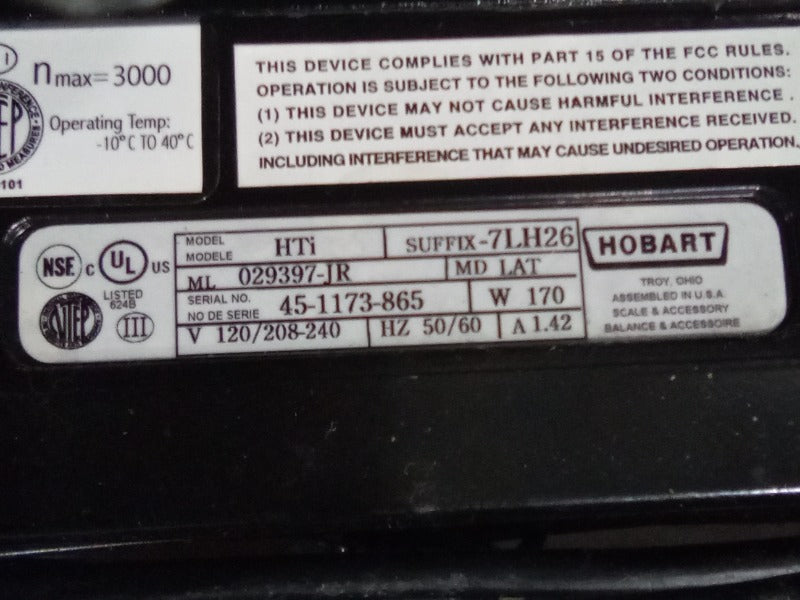 I
n max=3000
NTEP
Operating Temp:
-10°C TO 40°C
101
THIS DEVICE COMPLIES WITH PART 15 OF THE FCC RULES.
OPERATION IS SUBJECT TO THE FOLLOWING TWO CONDITIONS:
(1) THIS DEVICE MAY NOT CAUSE HARMFUL INTERFERENCE .
(2) THIS DEVICE MUST ACCEPT ANY INTERFERENCE RECEIVED.
INCLUDING INTERFERENCE THAT MAY CAUSE UNDESIRED OPERATION.
NSF C UL US
LISTED
624B
NTEP III
MODEL
MODELE HTi SUFFIX-7LH26
ML 029397-JR MD LAT
SERIAL NO.
NO DE SERIE 45-1173-865 W 170
V 120/208-240 HZ 50/60 A 1.42
HOBART
TROY, OHIO
ASSEMBLED IN U.S.A.
SCALE & ACCESSORY
BALANCE & ACCESSOIRE